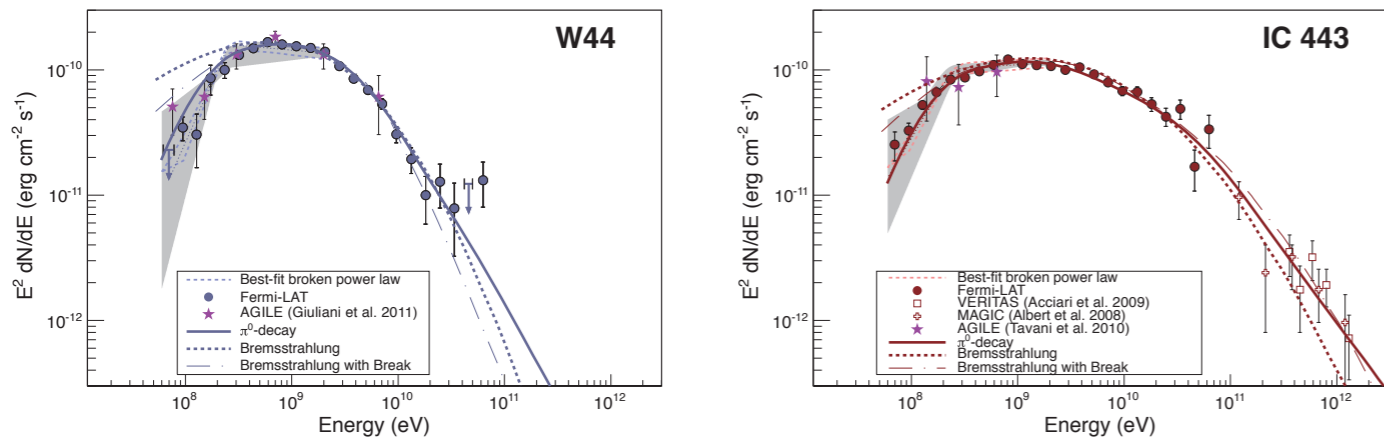 W44
E² dN/dE (erg cm⁻² s⁻¹)
10⁻¹⁰
10⁻¹¹
10⁻¹²
Best-fit broken power law
Fermi-LAT
AGILE (Giuliani et al. 2011)
π⁰-decay
Bremsstrahlung
Bremsstrahlung with Break
10⁸ 10⁹ 10¹⁰ 10¹¹ 10¹²
Energy (eV)
IC 443
E² dN/dE (erg cm⁻² s⁻¹)
10⁻¹⁰
10⁻¹¹
10⁻¹²
Best-fit broken power law
Fermi-LAT
VERITAS (Acciari et al. 2009)
MAGIC (Albert et al. 2008)
AGILE (Tavani et al. 2010)
π⁰-decay
Bremsstrahlung
Bremsstrahlung with Break
10⁸ 10⁹ 10¹⁰ 10¹¹ 10¹²
Energy (eV)